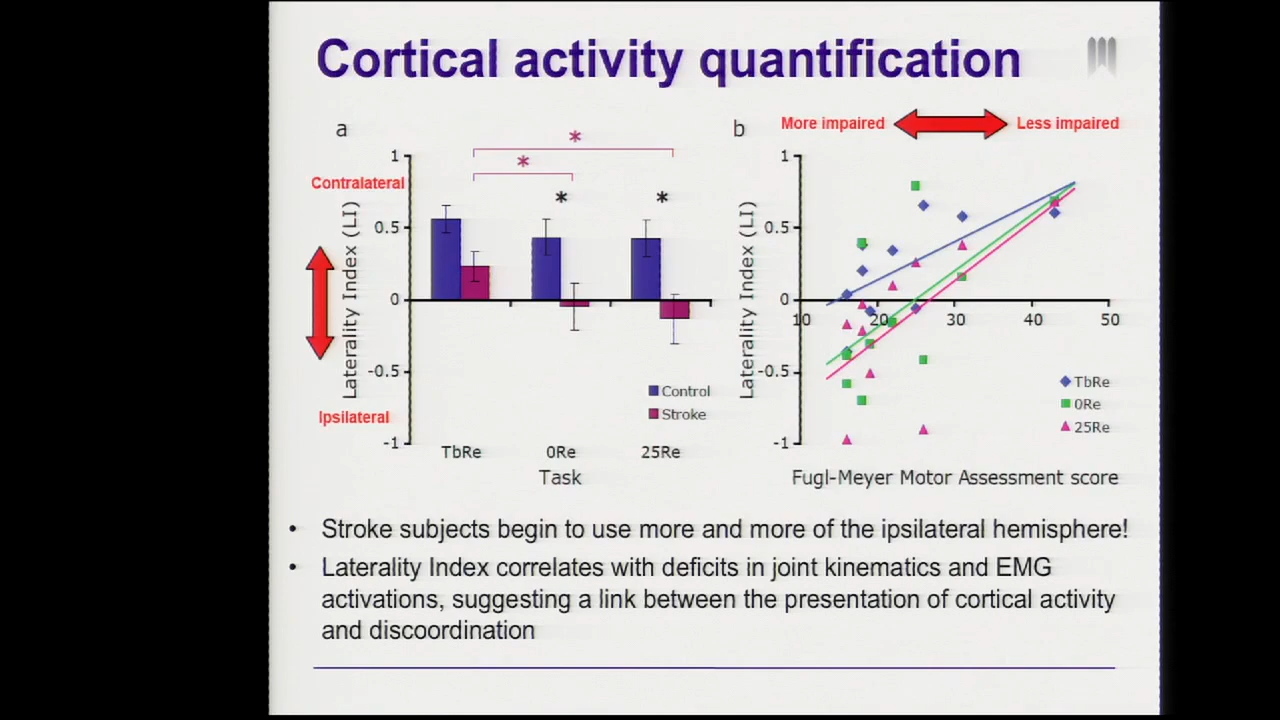 Cortical activity quantification
a
*
*
*
*
1
0.5
0
-0.5
-1
Contralateral
Ipsilateral
Laterality Index (LI)
Control
Stroke
TbRe 0Re 25Re
Task
b
More impaired Less impaired
1
0.5
0
-0.5
-1
Laterality Index (LI)
10 20 30 40 50
TbRe
0Re
25Re
Fugl-Meyer Motor Assessment score
• Stroke subjects begin to use more and more of the ipsilateral hemisphere!
• Laterality Index correlates with deficits in joint kinematics and EMG
activations, suggesting a link between the presentation of cortical activity
and discoordination